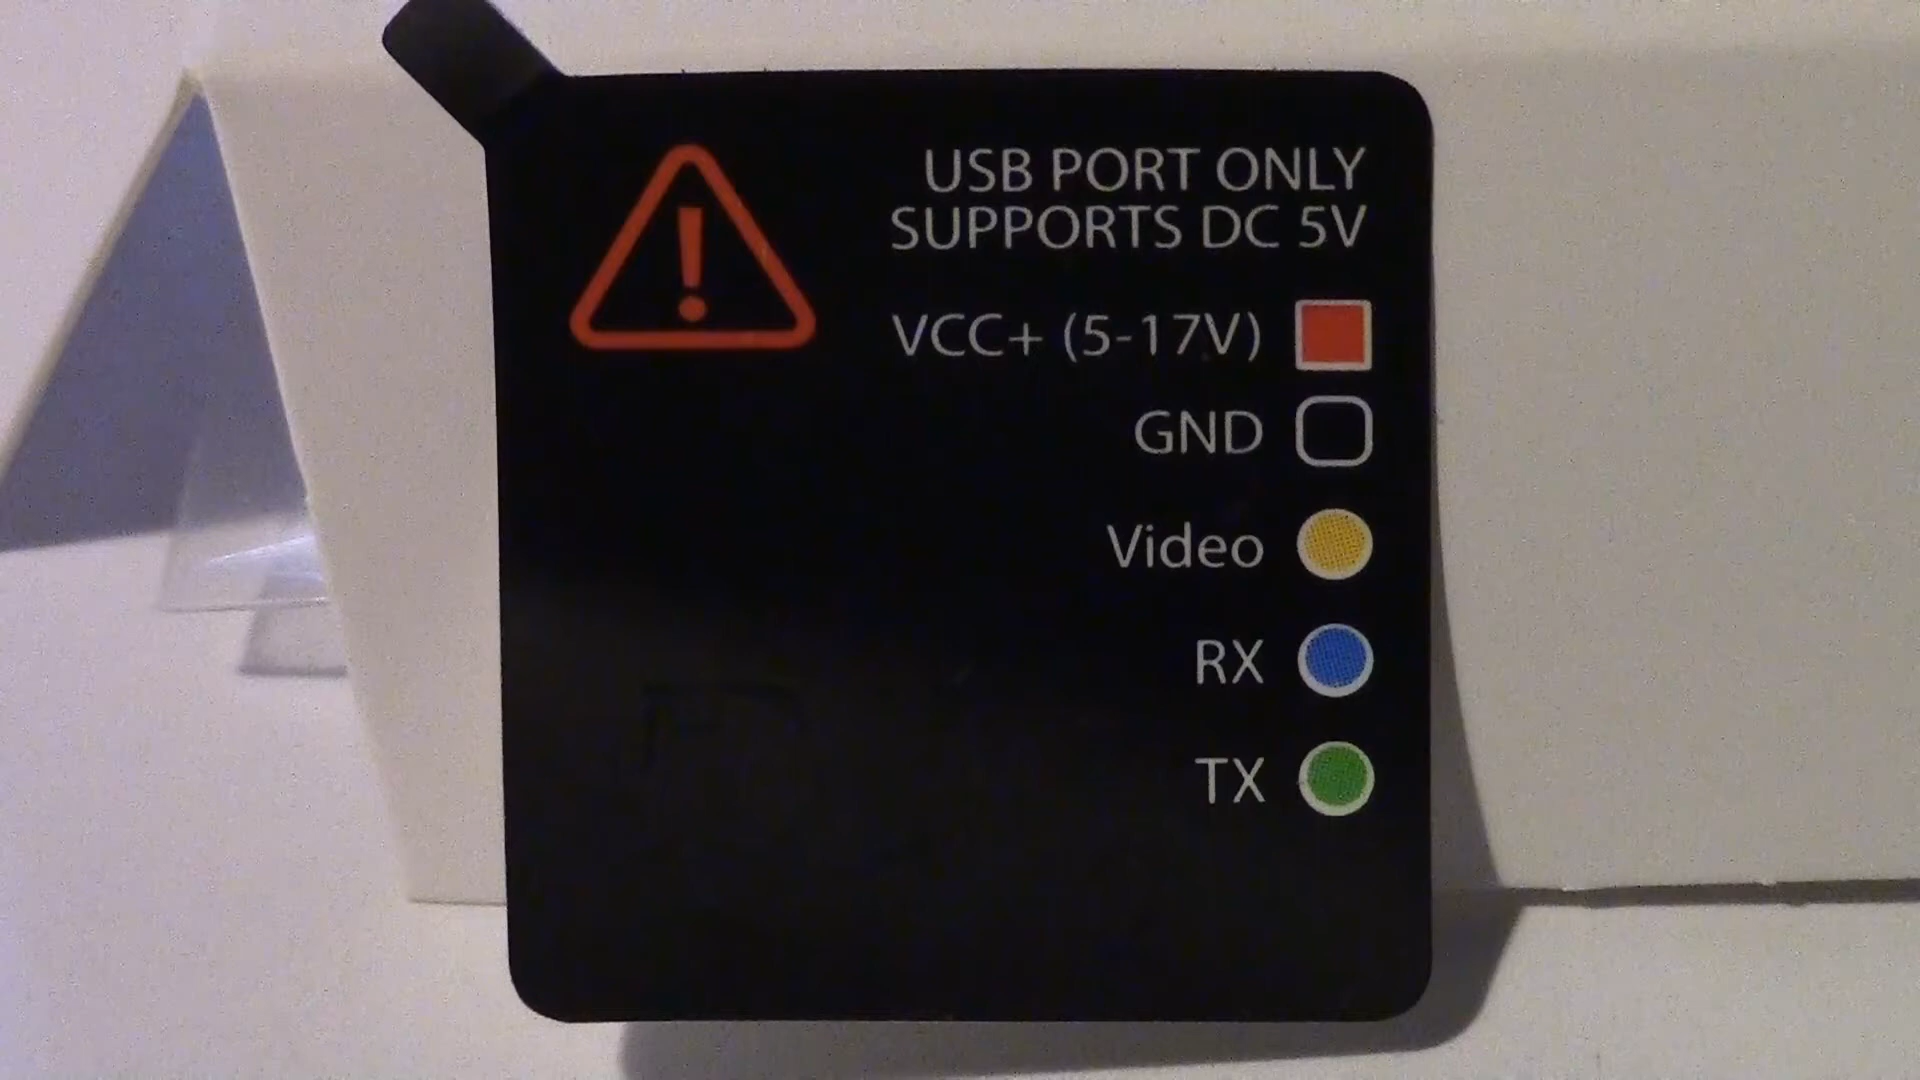 USB PORT ONLY
SUPPORTS DC 5V
VCC+ (5-17V)
GND
Video
RX
TX